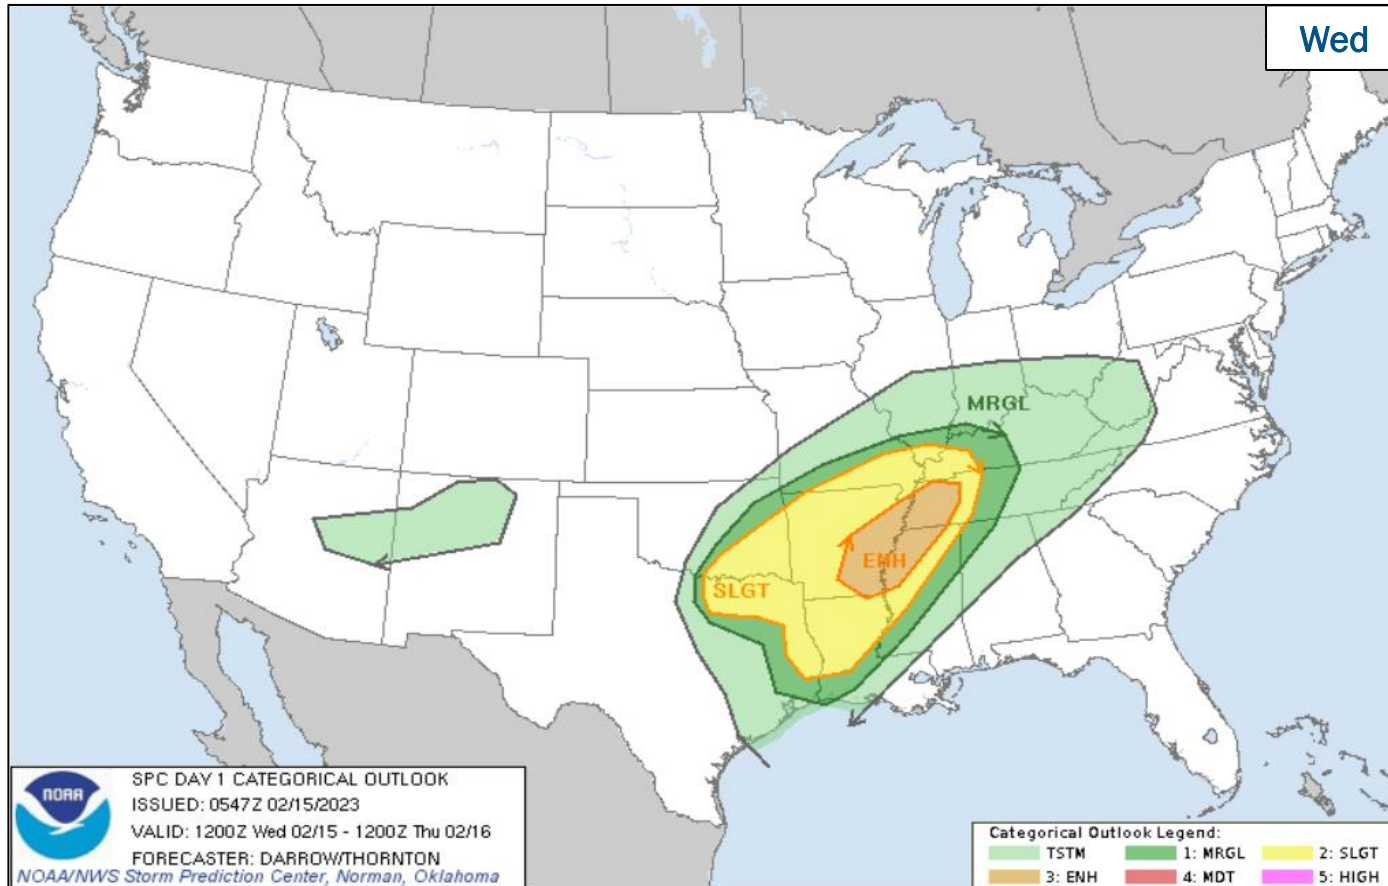 Wed
MRGL
ENH
SLGT
NOAA
SPC DAY 1 CATEGORICAL OUTLOOK
ISSUED: 0547Z 02/15/2023
VALID: 1200Z Wed 02/15 - 1200Z Thu 02/16
FORECASTER: DARROW/THORNTON
NOAA/NWS Storm Prediction Center, Norman, Oklahoma
Categorical Outlook Legend:
TSTM 1: MRGL 2: SLGT
3: ENH 4: MDT 5: HIGH